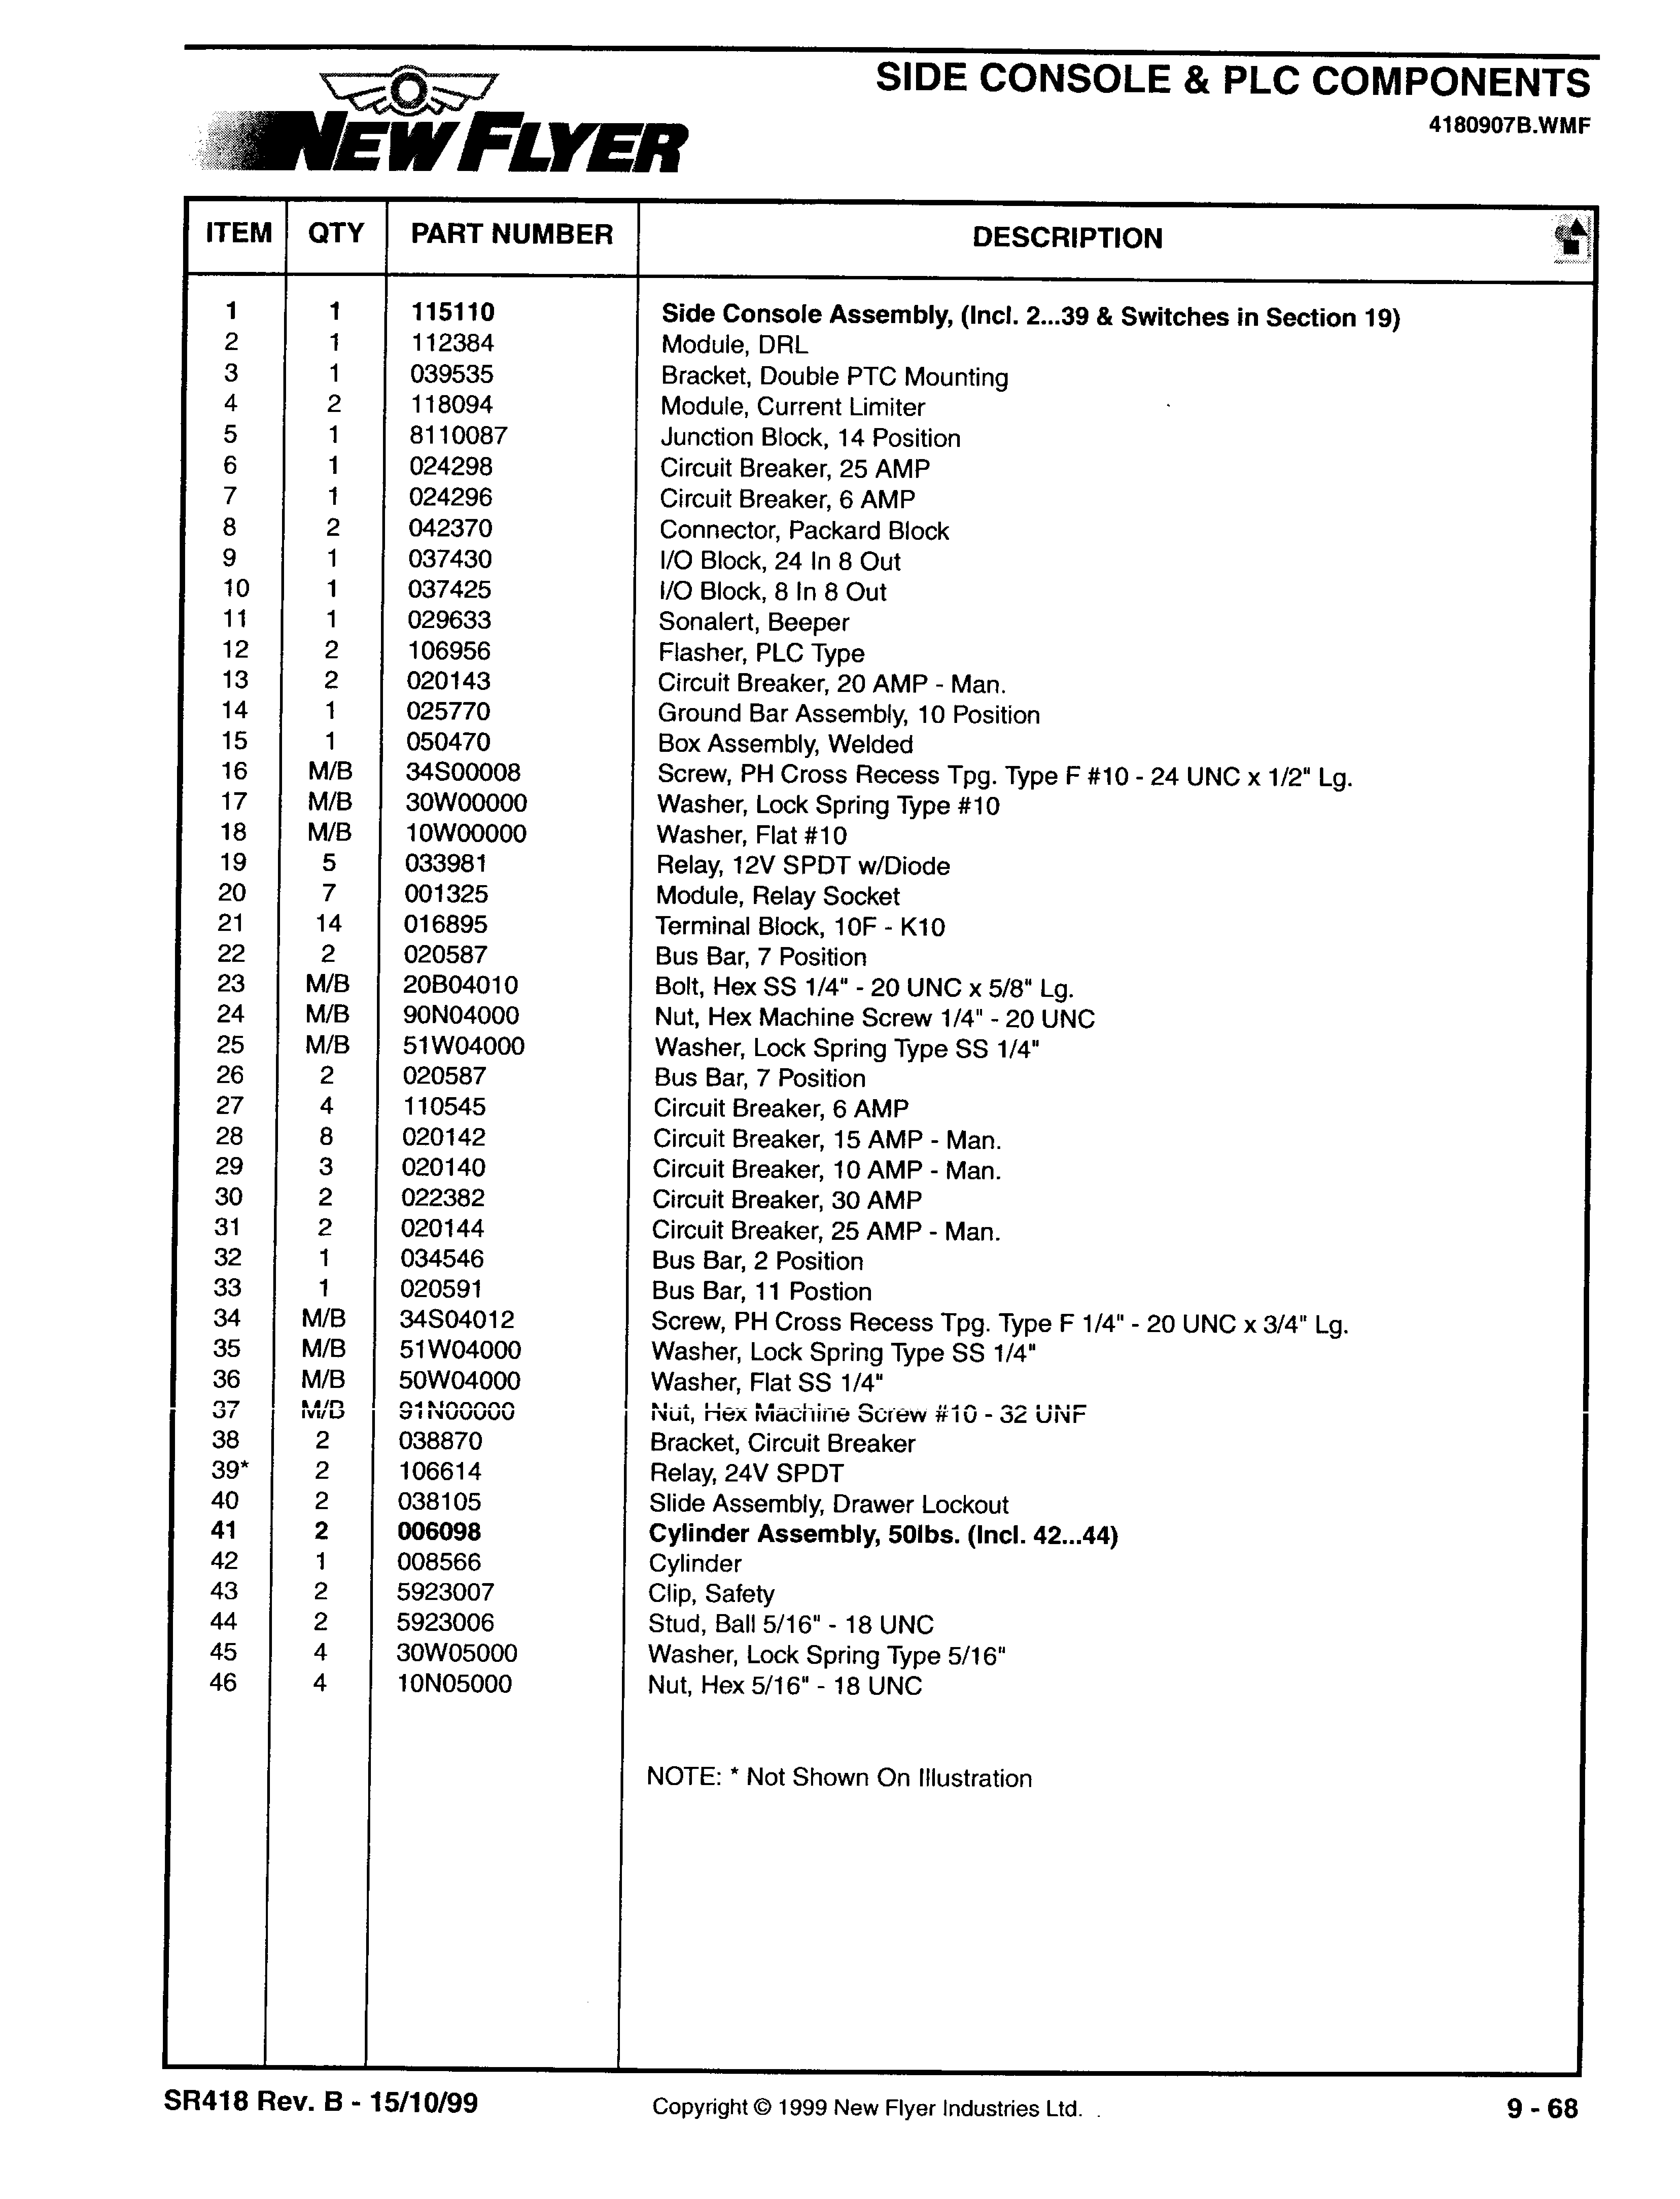 SIDE CONSOLE & PLC COMPONENTS
4180907B.WMF
NEW FLYER
ITEM QTY PART NUMBER DESCRIPTION
1 1 115110 Side Console Assembly, (Incl. 2...39 & Switches in Section 19)
2 1 112384 Module, DRL
3 1 039535 Bracket, Double PTC Mounting
4 2 118094 Module, Current Limiter
5 1 8110087 Junction Block, 14 Position
6 1 024298 Circuit Breaker, 25 AMP
7 1 024296 Circuit Breaker, 6 AMP
8 2 042370 Connector, Packard Block
9 1 037430 I/O Block, 24 In 8 Out
10 1 037425 I/O Block, 8 In 8 Out
11 1 029633 Sonalert, Beeper
12 2 106956 Flasher, PLC Type
13 2 020143 Circuit Breaker, 20 AMP - Man.
14 1 025770 Ground Bar Assembly, 10 Position
15 1 050470 Box Assembly, Welded
16 M/B 34S00008 Screw, PH Cross Recess Tpg. Type F #10 - 24 UNC x 1/2" Lg.
17 M/B 30W00000 Washer, Lock Spring Type #10
18 M/B 10W00000 Washer, Flat #10
19 5 033981 Relay, 12V SPDT w/Diode
20 7 001325 Module, Relay Socket
21 14 016895 Terminal Block, 10F - K10
22 2 020587 Bus Bar, 7 Position
23 M/B 20B04010 Bolt, Hex SS 1/4" - 20 UNC x 5/8" Lg.
24 M/B 90N04000 Nut, Hex Machine Screw 1/4" - 20 UNC
25 M/B 51W04000 Washer, Lock Spring Type SS 1/4"
26 2 020587 Bus Bar, 7 Position
27 4 110545 Circuit Breaker, 6 AMP
28 8 020142 Circuit Breaker, 15 AMP - Man.
29 3 020140 Circuit Breaker, 10 AMP - Man.
30 2 022382 Circuit Breaker, 30 AMP
31 2 020144 Circuit Breaker, 25 AMP - Man.
32 1 034546 Bus Bar, 2 Position
33 1 020591 Bus Bar, 11 Postion
34 M/B 34S04012 Screw, PH Cross Recess Tpg. Type F 1/4" - 20 UNC x 3/4" Lg.
35 M/B 51W04000 Washer, Lock Spring Type SS 1/4"
36 M/B 50W04000 Washer, Flat SS 1/4"
37 M/B 91N00000 Nut, Hex Machine Screw #10 - 32 UNF
38 2 038870 Bracket, Circuit Breaker
39* 2 106614 Relay, 24V SPDT
40 2 038105 Slide Assembly, Drawer Lockout
41 2 006098 Cylinder Assembly, 50lbs. (Incl. 42...44)
42 1 008566 Cylinder
43 2 5923007 Clip, Safety
44 2 5923006 Stud, Ball 5/16" - 18 UNC
45 4 30W05000 Washer, Lock Spring Type 5/16"
46 4 10N05000 Nut, Hex 5/16" - 18 UNC
NOTE: * Not Shown On Illustration
SR418 Rev. B - 15/10/99 Copyright © 1999 New Flyer Industries Ltd. 9 - 68